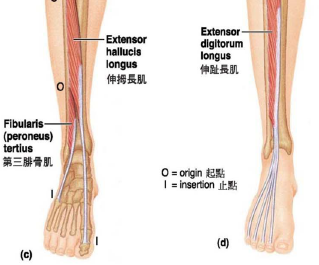 Extensor
hallucis
longus
伸拇長肌
O
Fibularis
(peroneus)
tertius
第三腓骨肌
I
I
(c)
Extensor
digitorum
longus
伸趾長肌
O = origin 起點
I = insertion 止點
(d)